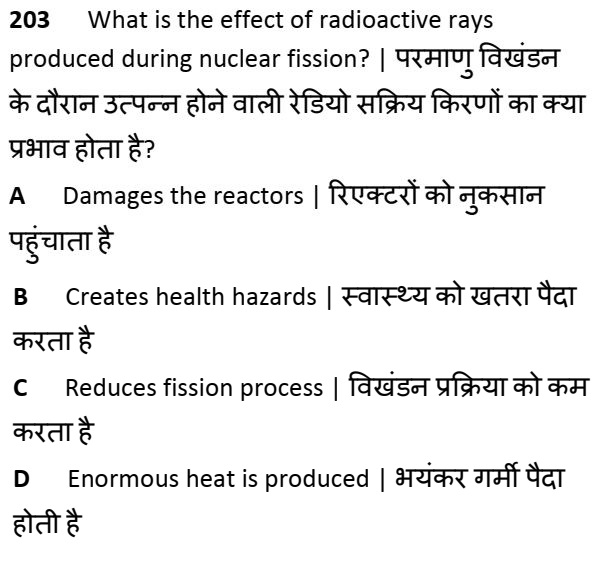 203 What is the effect of radioactive rays
produced during nuclear fission? | परमाणु विखंडन
के दौरान उत्पन्न होने वाली रेडियो सक्रिय किरणों का क्या
प्रभाव होता है?
A Damages the reactors | रिएक्टरों को नुकसान
पहुंचाता है
B Creates health hazards | स्वास्थ्य को खतरा पैदा
करता है
C Reduces fission process | विखंडन प्रक्रिया को कम
करता है
D Enormous heat is produced | भयंकर गर्मी पैदा
होती है